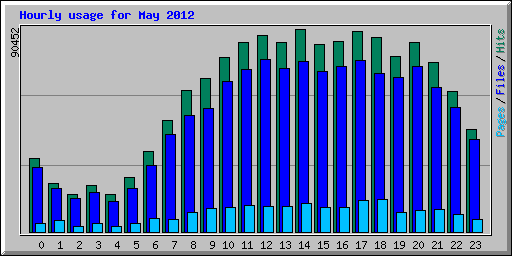 Hourly usage for May 2012
90452
Pages / Files / Hits
0 1 2 3 4 5 6 7 8 9 10 11 12 13 14 15 16 17 18 19 20 21 22 23